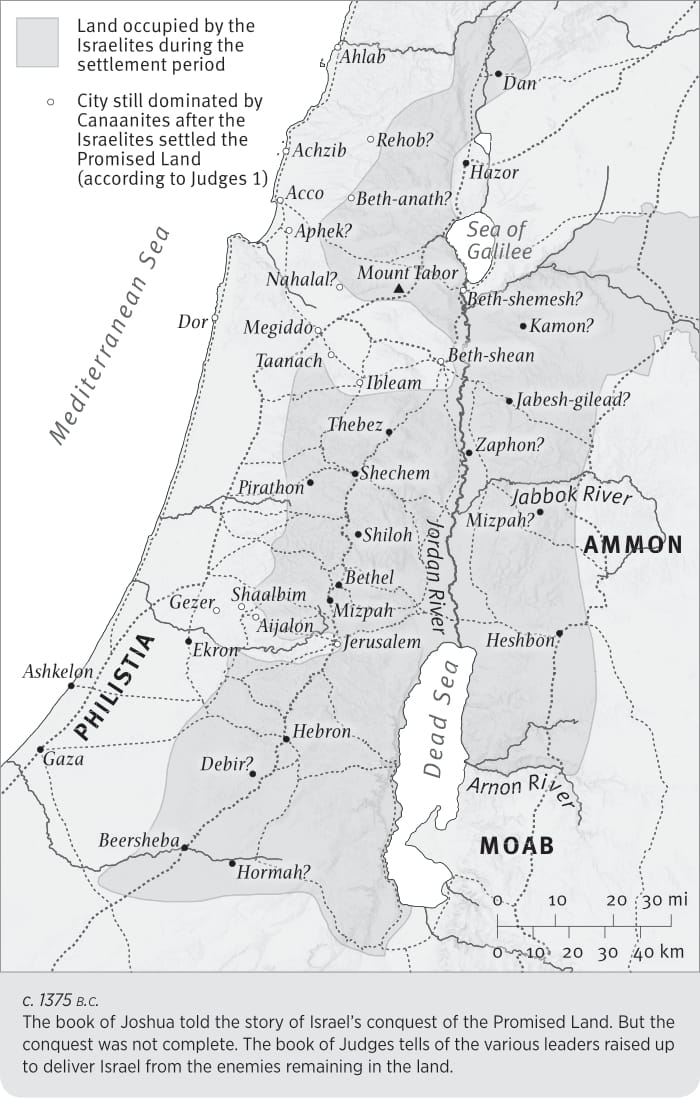 Land occupied by the
Israelites during the
settlement period
City still dominated by
Canaanites after the
Israelites settled the
Promised Land
(according to Judges 1)
Ahlab
Dan
Rehob?
Achzib
Hazor
Acco
Beth-anath?
Aphek?
Sea of
Galilee
Mediterranean Sea
Nahalal?
Mount Tabor
Beth-shemesh?
Dor
Megiddo
Kamon?
Taanach
Beth-shean
Ibleam
Jabesh-gilead?
Thebez
Zaphon?
Shechem
Pirathon
Jabbok River
Mizpah?
Shiloh
Jordan River
AMMON
Bethel
Shaalbim
Gezer
Mizpah
Aijalon
Jerusalem
Heshbon
Ekron
PHILISTIA
Ashkelon
Dead Sea
Hebron
Gaza
Debir?
Arnon River
Beersheba
MOAB
Hormah?
0 10 20 30 mi
0 10 20 30 40 km
c. 1375 B.C.
The book of Joshua told the story of Israel’s conquest of the Promised Land. But the
conquest was not complete. The book of Judges tells of the various leaders raised up
to deliver Israel from the enemies remaining in the land.